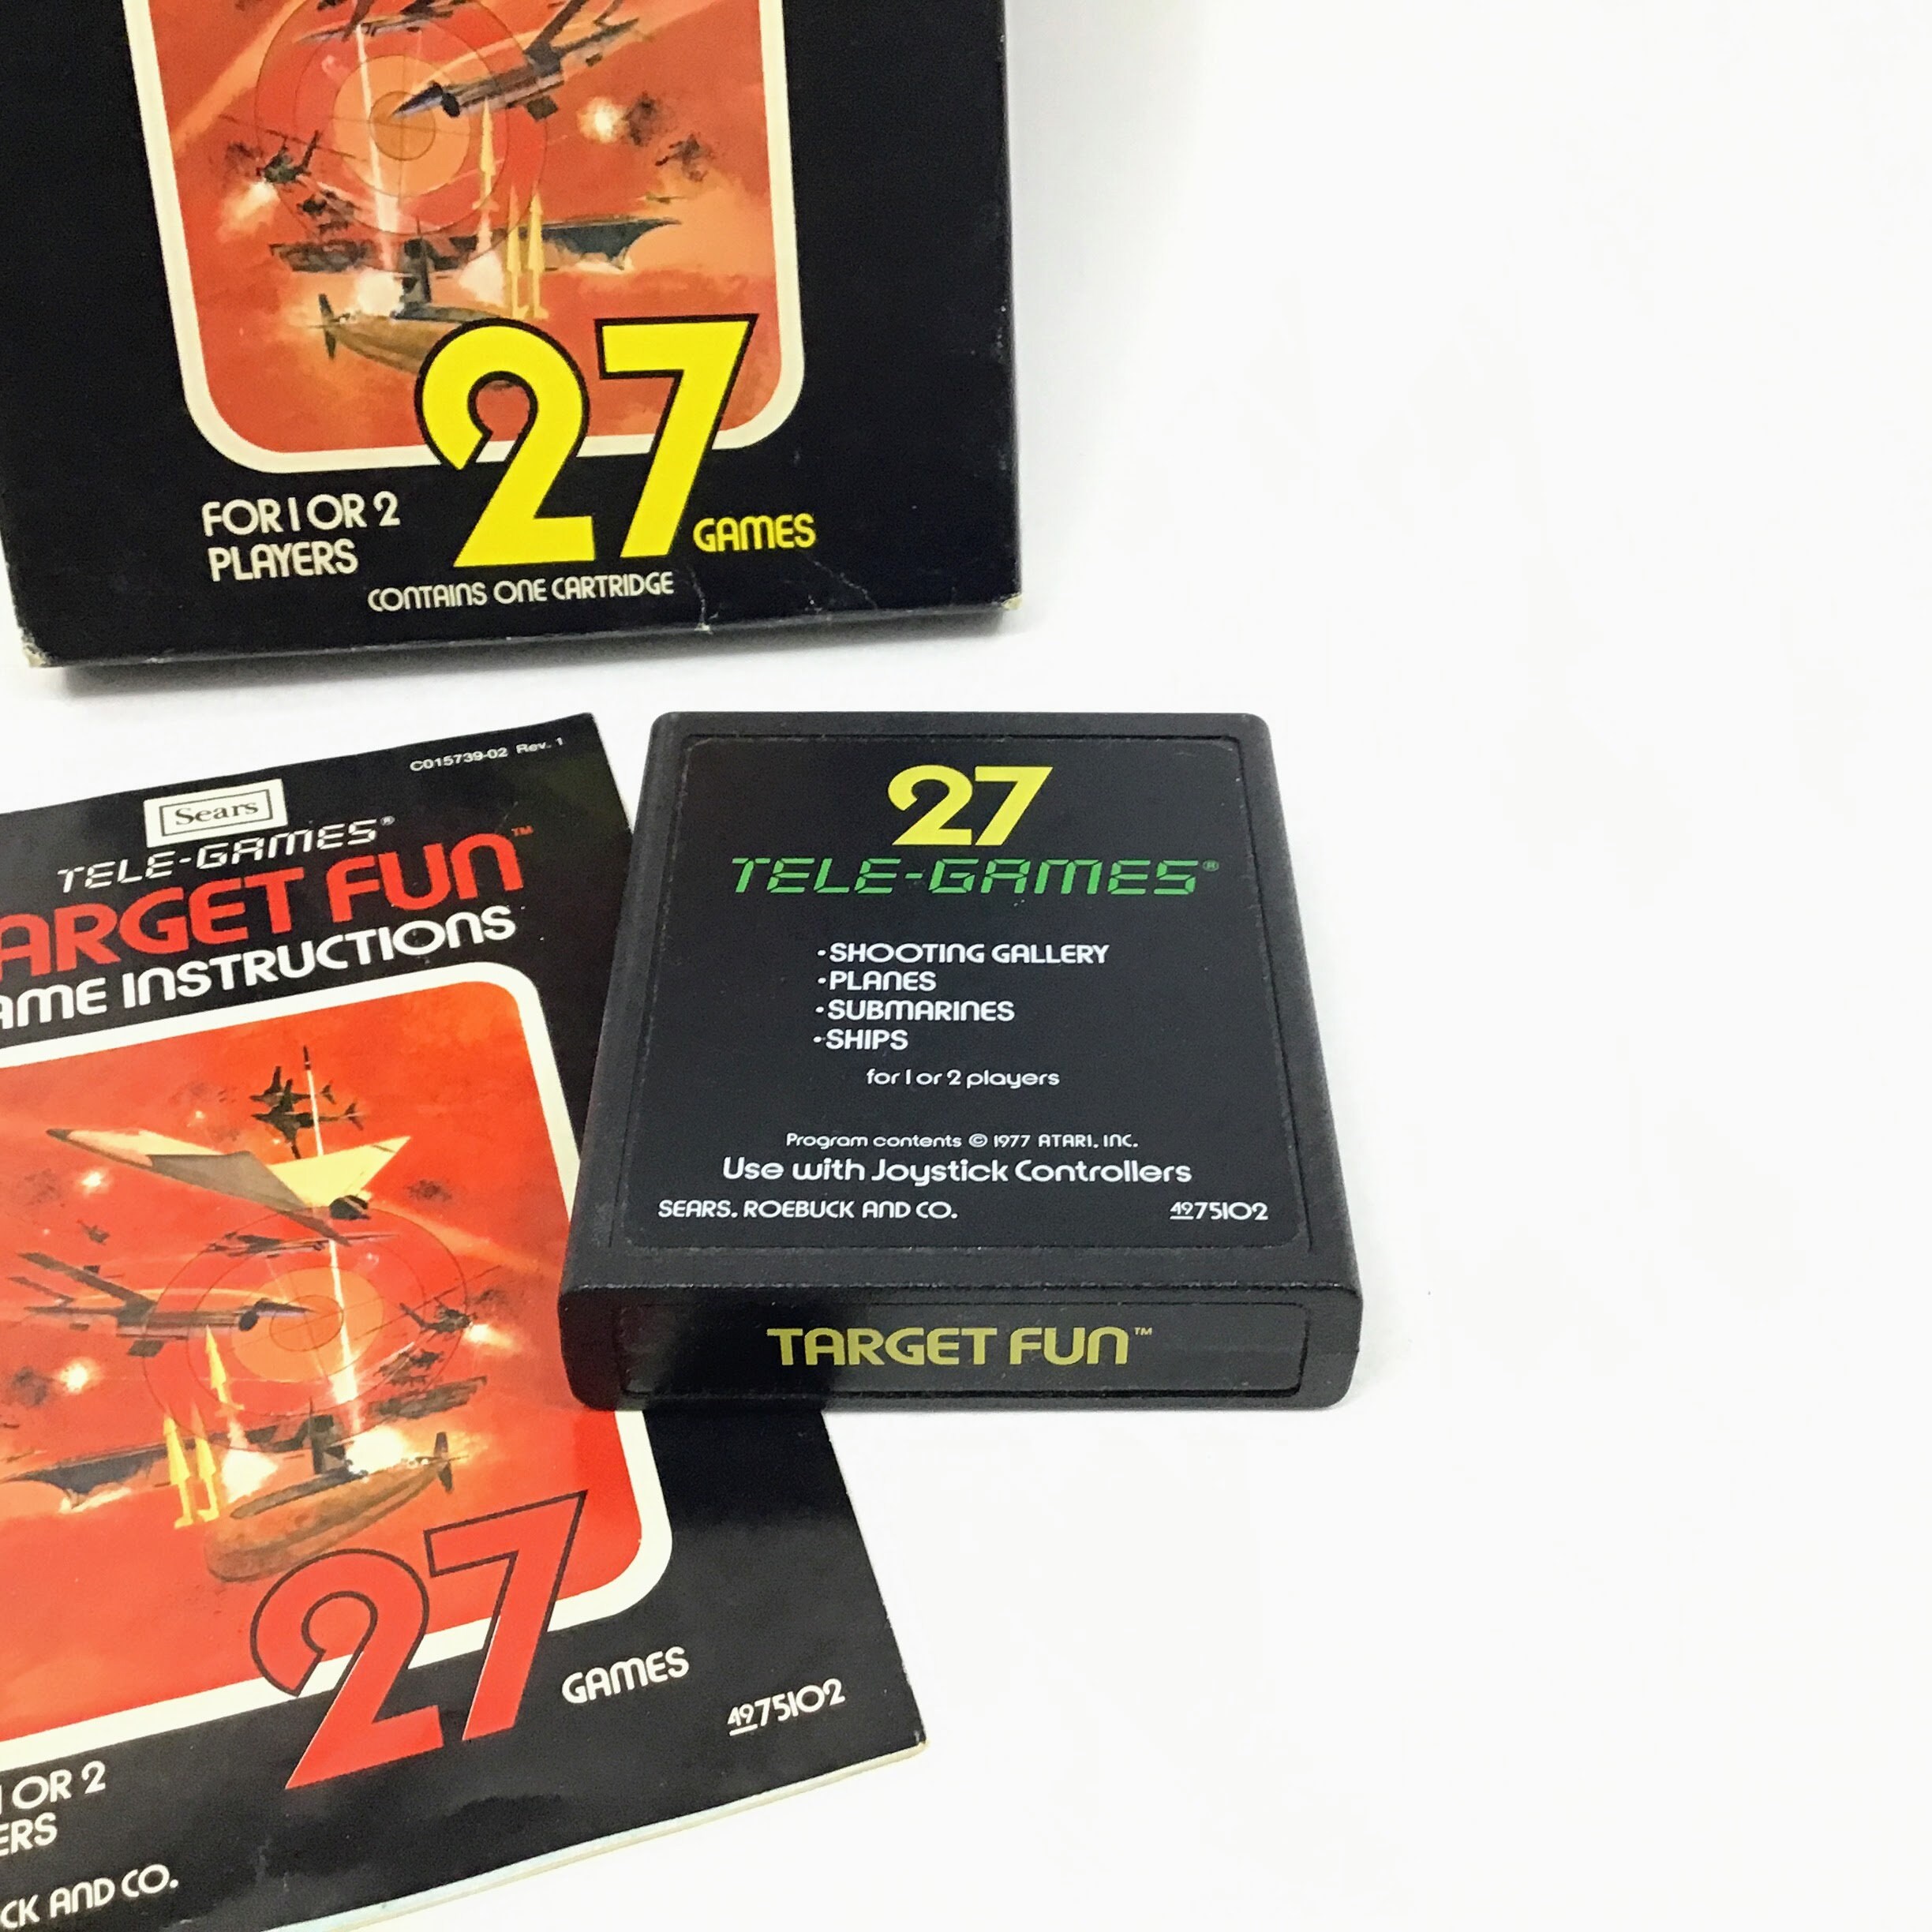 27
FOR 1 OR 2
PLAYERS
GAMES
CONTAINS ONE CARTRIDGE
C015739-02 Rev. 1
Sears
TELE-GAMES®
ARGET FUN™
AME INSTRUCTIONS
27
GAMES
4975102
1 OR 2
ERS
CK AND CO.
27
TELE-GAMES®
•SHOOTING GALLERY
•PLANES
•SUBMARINES
•SHIPS
for 1 or 2 players
Program contents © 1977 ATARI, INC.
Use with Joystick Controllers
SEARS, ROEBUCK AND CO. 4975102
TARGET FUN™